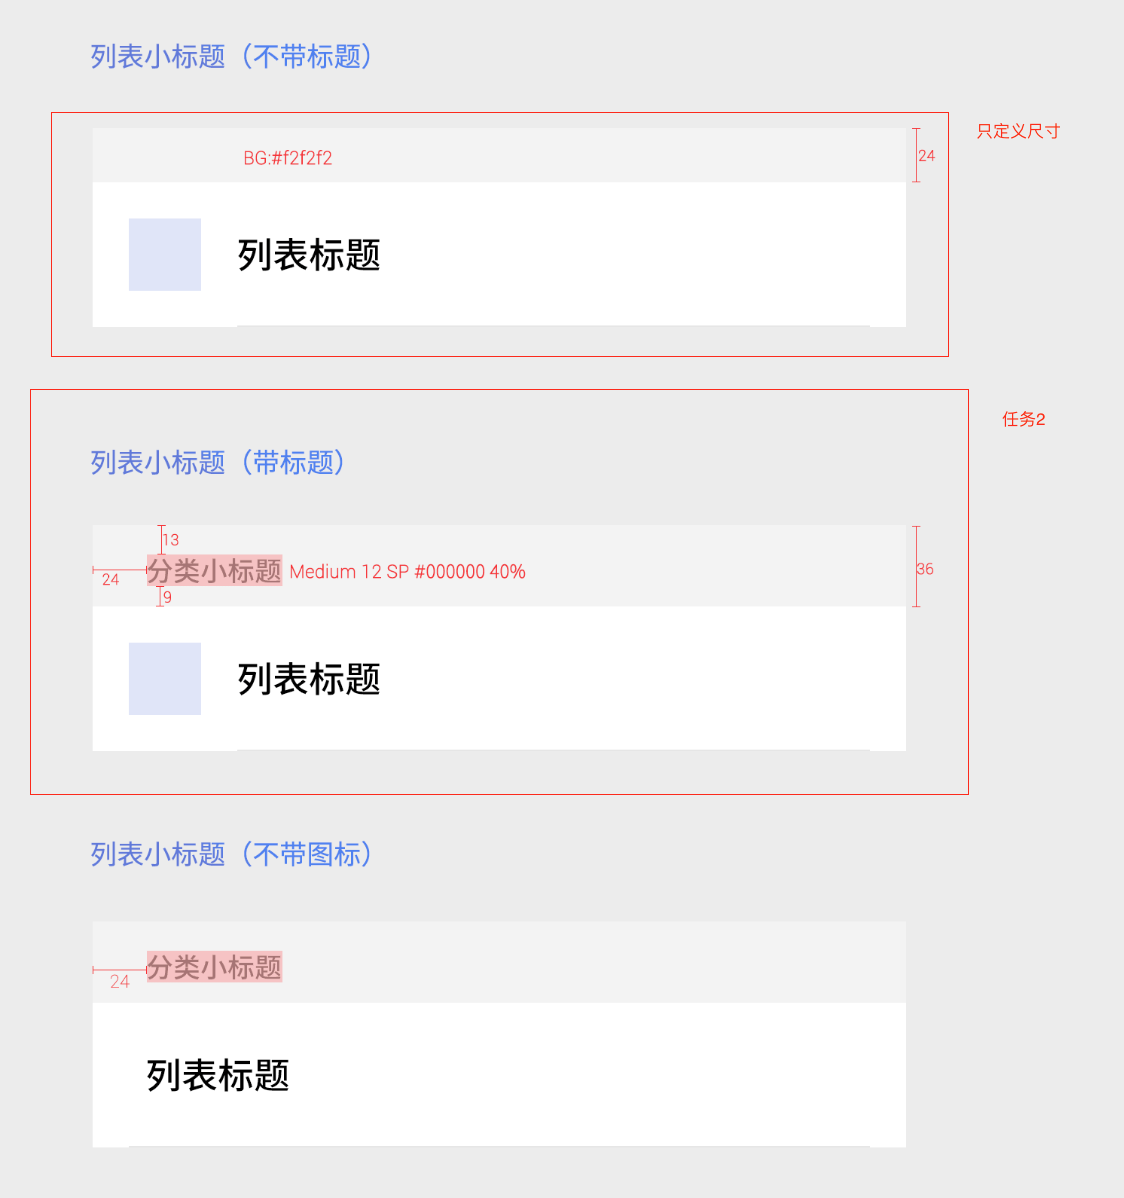 列表小标题（不带标题）
只定义尺寸
BG:#f2f2f2
24
列表标题
任务2
列表小标题（带标题）
13
分类小标题 Medium 12 SP #000000 40%
24
36
9
列表标题
列表小标题（不带图标）
分类小标题
24
列表标题